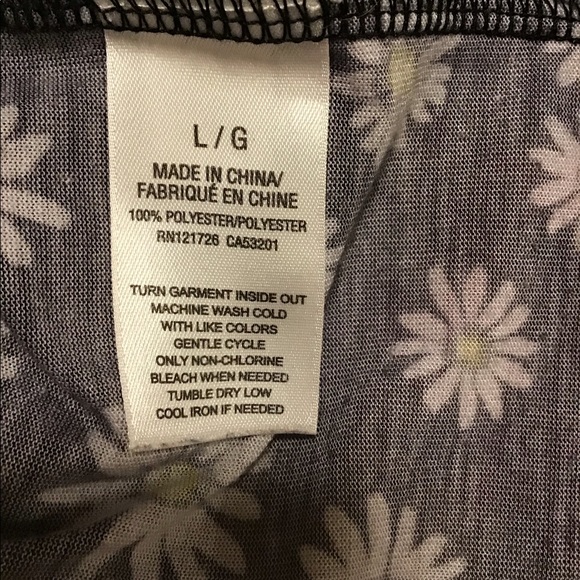 L / G
MADE IN CHINA/
FABRIQUÉ EN CHINE
100% POLYESTER/POLYESTER
RN121726 CA53201
TURN GARMENT INSIDE OUT
MACHINE WASH COLD
WITH LIKE COLORS
GENTLE CYCLE
ONLY NON-CHLORINE
BLEACH WHEN NEEDED
TUMBLE DRY LOW
COOL IRON IF NEEDED